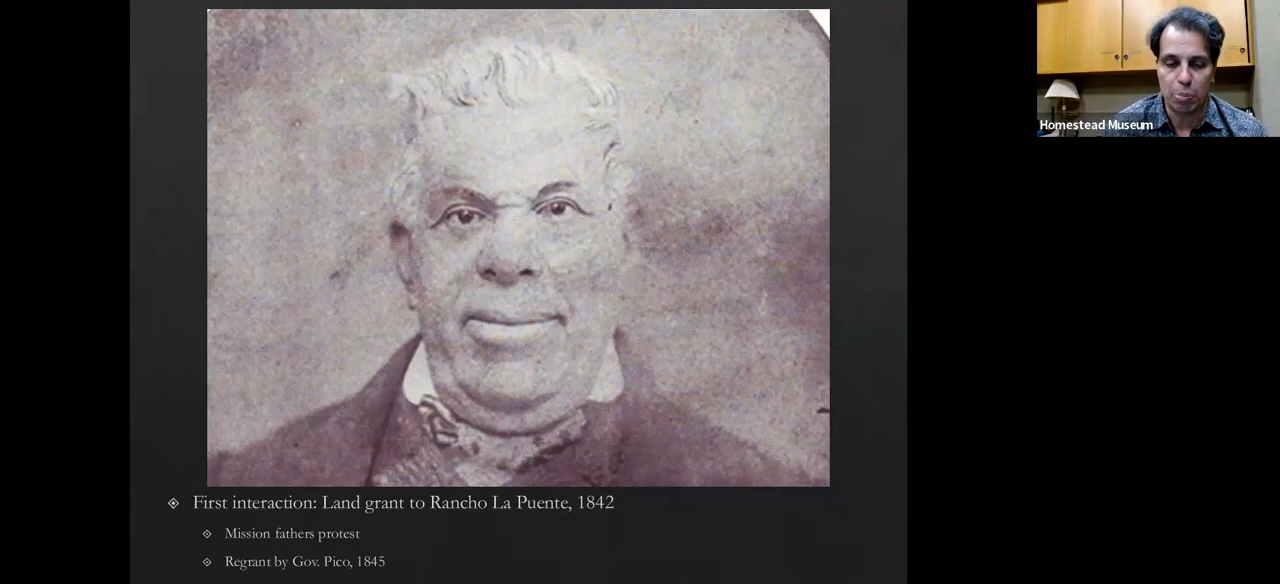 Homestead Museum
First interaction: Land grant to Rancho La Puente, 1842
Mission fathers protest
Regrant by Gov. Pico, 1845